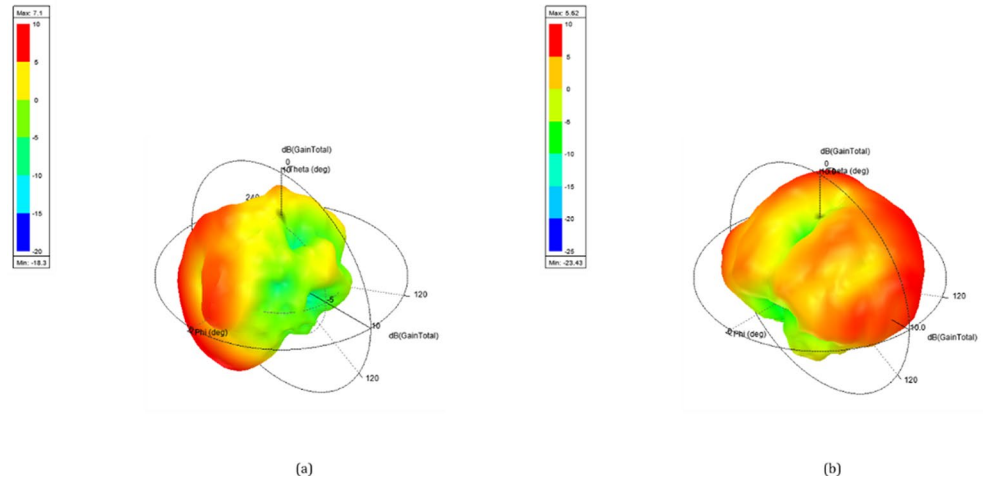 Max: 7.1
10
5
0
-5
-10
-15
-20
Min: -18.3
dB(GainTotal)
0
Theta (deg)
240
-5
120
10
dB(GainTotal)
Phi (deg)
120
(a)
Max: 5.62
10
5
0
-5
-10
-15
-20
-25
Min: -23.43
dB(GainTotal)
0
120
Phi (deg)
10.0
dB(GainTotal)
120
(b)